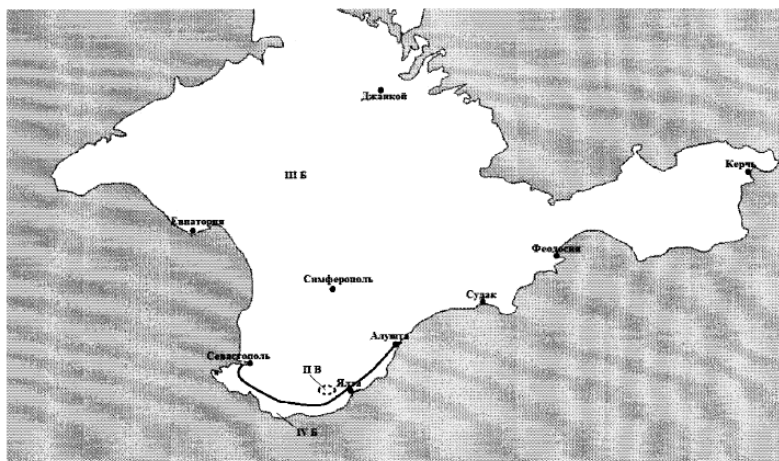 Джанкой
Керчь
III Б
Евпатория
Феодосия
Симферополь
Судак
Алушта
Севастополь
II В
Ялта
IV Б